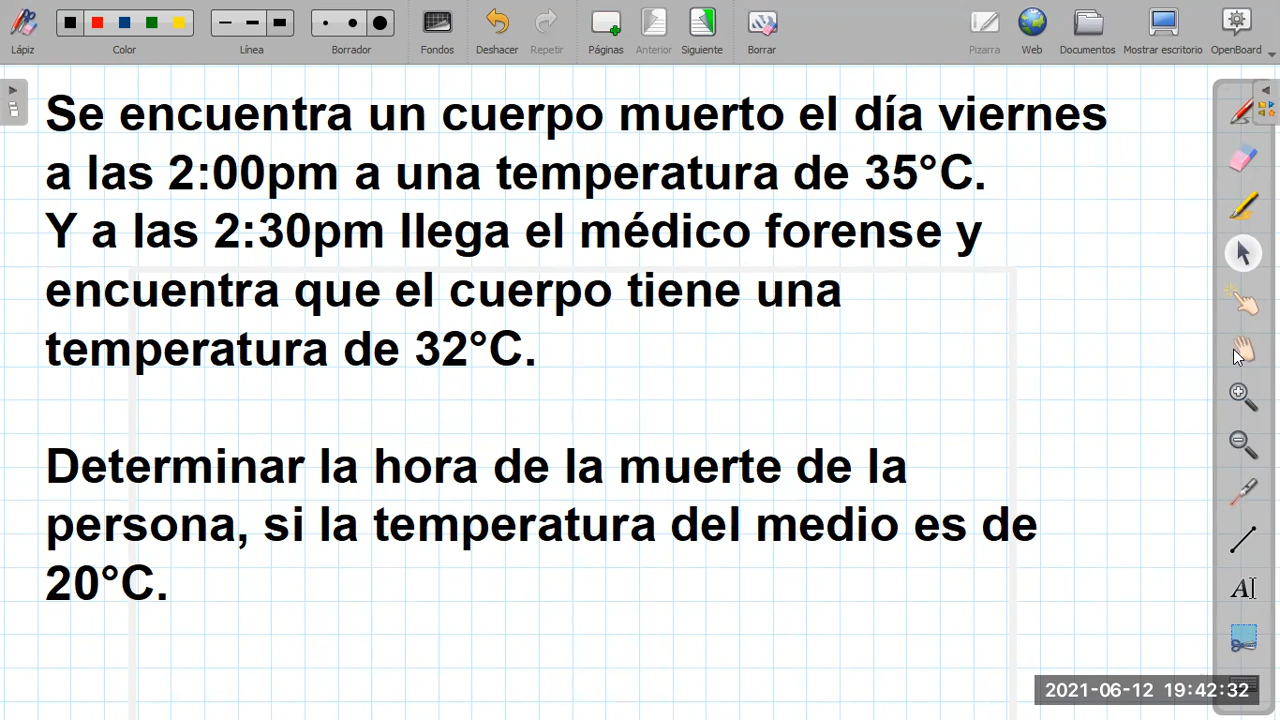 Lápiz
Color
Línea
Borrador
Fondos
Deshacer
Repetir
Páginas
Anterior
Siguiente
Borrar
Pizarra
Web
Documentos
Mostrar escritorio
OpenBoard
Se encuentra un cuerpo muerto el día viernes
a las 2:00pm a una temperatura de 35°C.
Y a las 2:30pm llega el médico forense y
encuentra que el cuerpo tiene una
temperatura de 32°C.
Determinar la hora de la muerte de la
persona, si la temperatura del medio es de
20°C.
2021-06-12 19:42:32